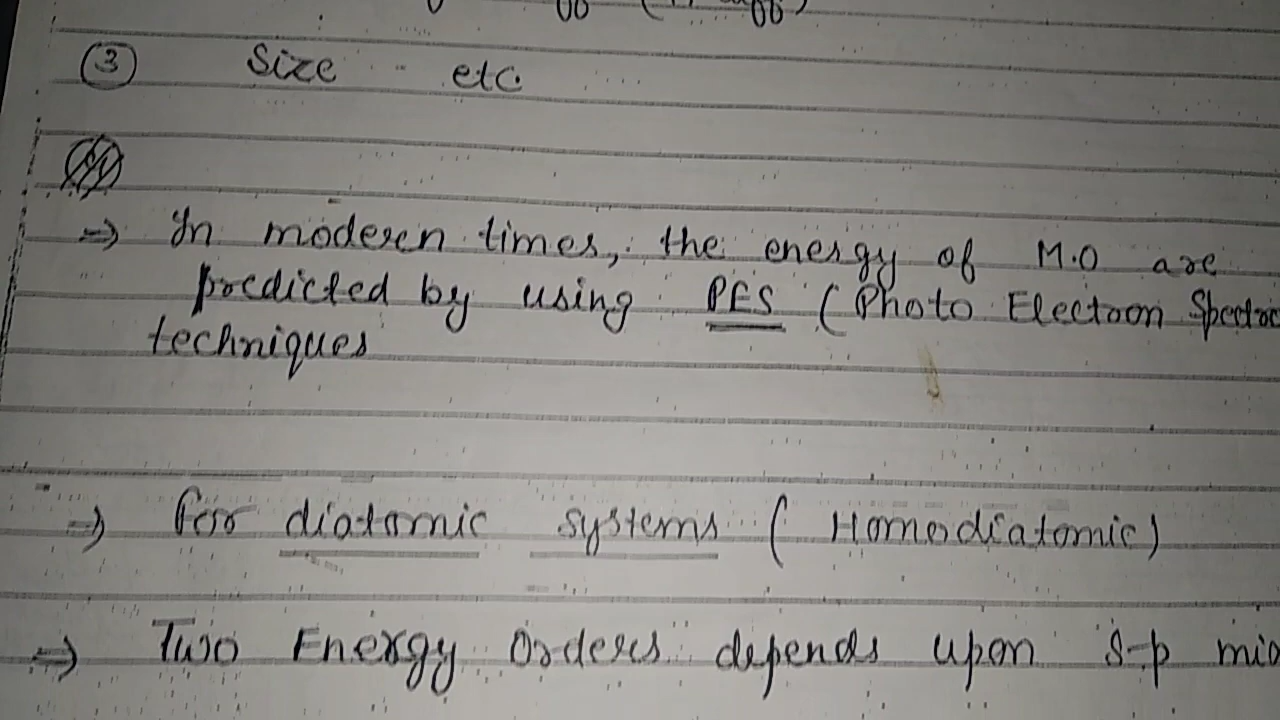 ③ Size etc.
⇒ In moderen times, the energy of M.O are
predicted by using PES (Photo Electron
techniques
⇒ For diatomic systems (Homodiatomic)
⇒ Two Energy Orders depends upon s-p